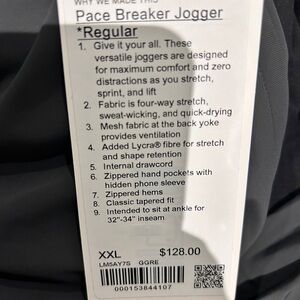 WHY WE MADE THIS
Pace Breaker Jogger
*Regular
1. Give it your all. These
versatile joggers are designed
for maximum comfort and zero
distractions as you stretch,
sprint, and lift
2. Fabric is four-way stretch,
sweat-wicking, and quick-drying
3. Mesh fabric at the back yoke
provides ventilation
4. Added Lycra® fibre for stretch
and shape retention
5. Internal drawcord
6. Zippered hand pockets with
hidden phone sleeve
7. Zippered hems
8. Classic tapered fit
9. Intended to sit at ankle for
32"-34" inseam
XXL $128.00
LM5AY7S GGRE
000153844107